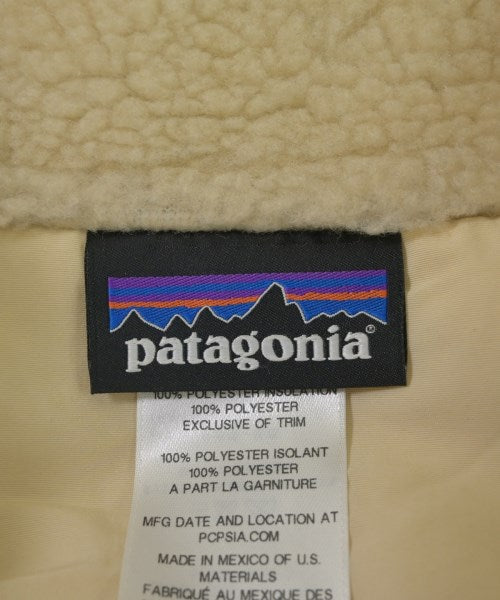 patagonia®
100% POLYESTER INSULATION
100% POLYESTER
EXCLUSIVE OF TRIM
100% POLYESTER ISOLANT
100% POLYESTER
A PART LA GARNITURE
MFG DATE AND LOCATION AT
PCPSIA.COM
MADE IN MEXICO OF U.S.
MATERIALS
FABRIQUÉ AU MEXIQUE DES